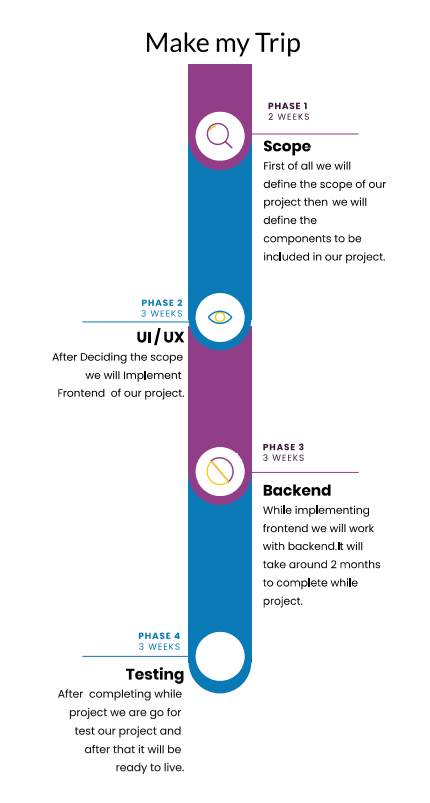 Make my Trip
PHASE 1
2 WEEKS
Scope
First of all we will
define the scope of our
project then we will
define the
components to be
included in our project.
PHASE 2
3 WEEKS
UI/UX
After Deciding the scope
we will Implement
Frontend of our project.
PHASE 3
3 WEEKS
Backend
While implementing
frontend we will work
with backend.It will
take around 2 months
to complete while
project.
PHASE 4
3 WEEKS
Testing
After completing while
project we are go for
test our project and
after that it will be
ready to live.